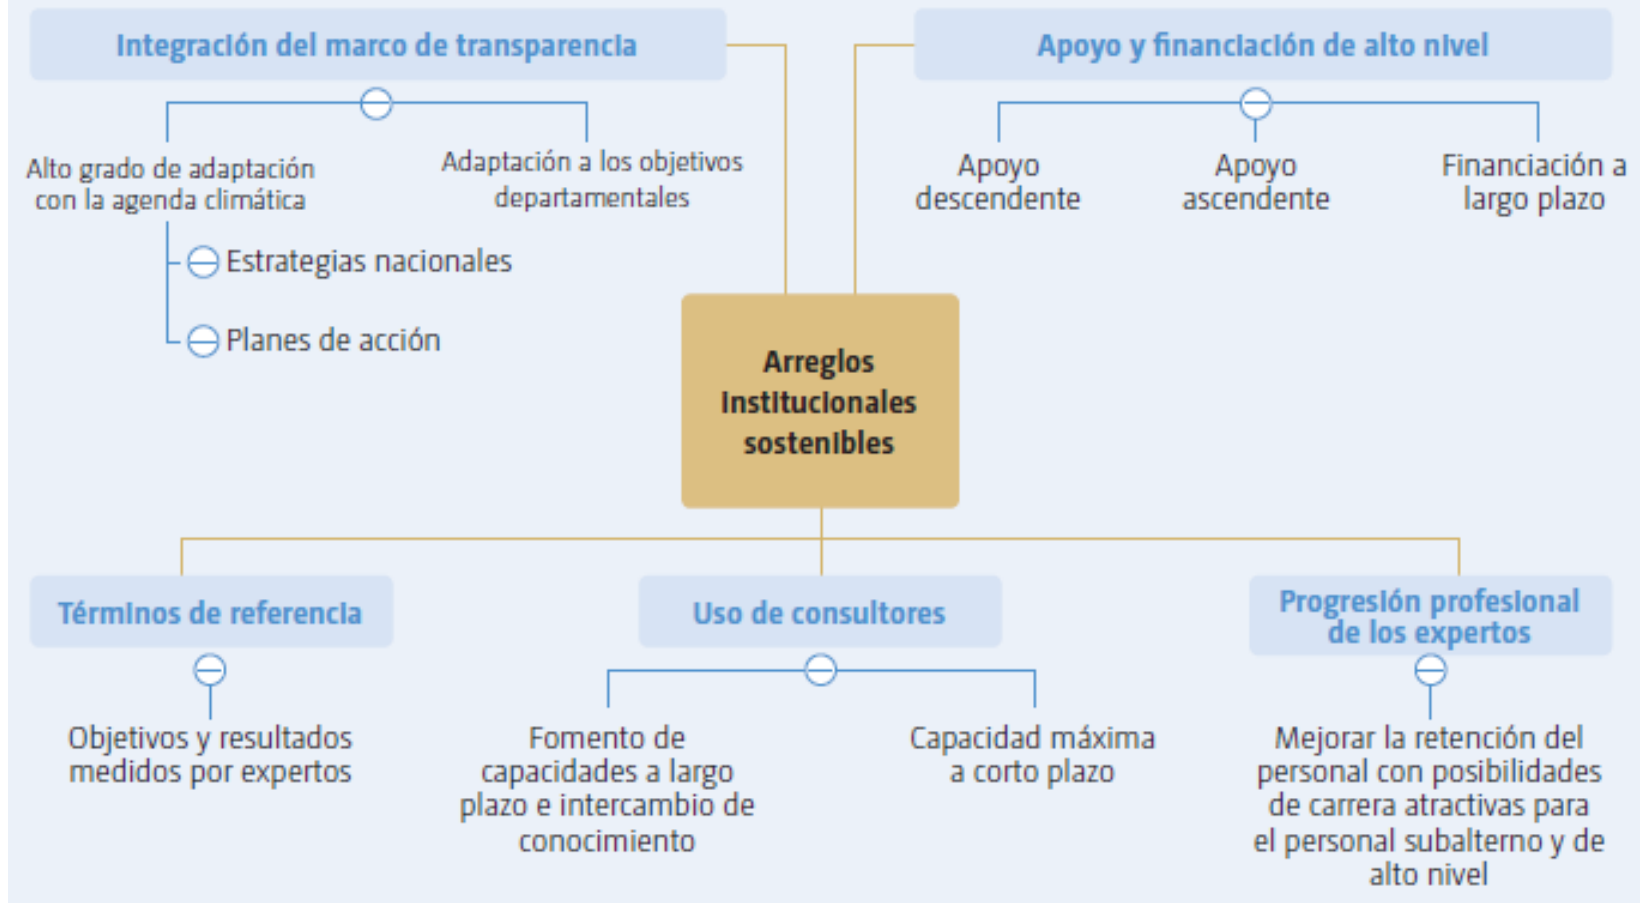 Integración del marco de transparencia
Apoyo y financiación de alto nivel
Alto grado de adaptación
con la agenda climática
Adaptación a los objetivos
departamentales
Estrategias nacionales
Planes de acción
Apoyo
descendente
Apoyo
ascendente
Financiación a
largo plazo
Arreglos
institucionales
sostenibles
Términos de referencia
Objetivos y resultados
medidos por expertos
Uso de consultores
Fomento de
capacidades a largo
plazo e intercambio de
conocimiento
Capacidad máxima
a corto plazo
Progresión profesional
de los expertos
Mejorar la retención del
personal con posibilidades
de carrera atractivas para
el personal subalterno y de
alto nivel